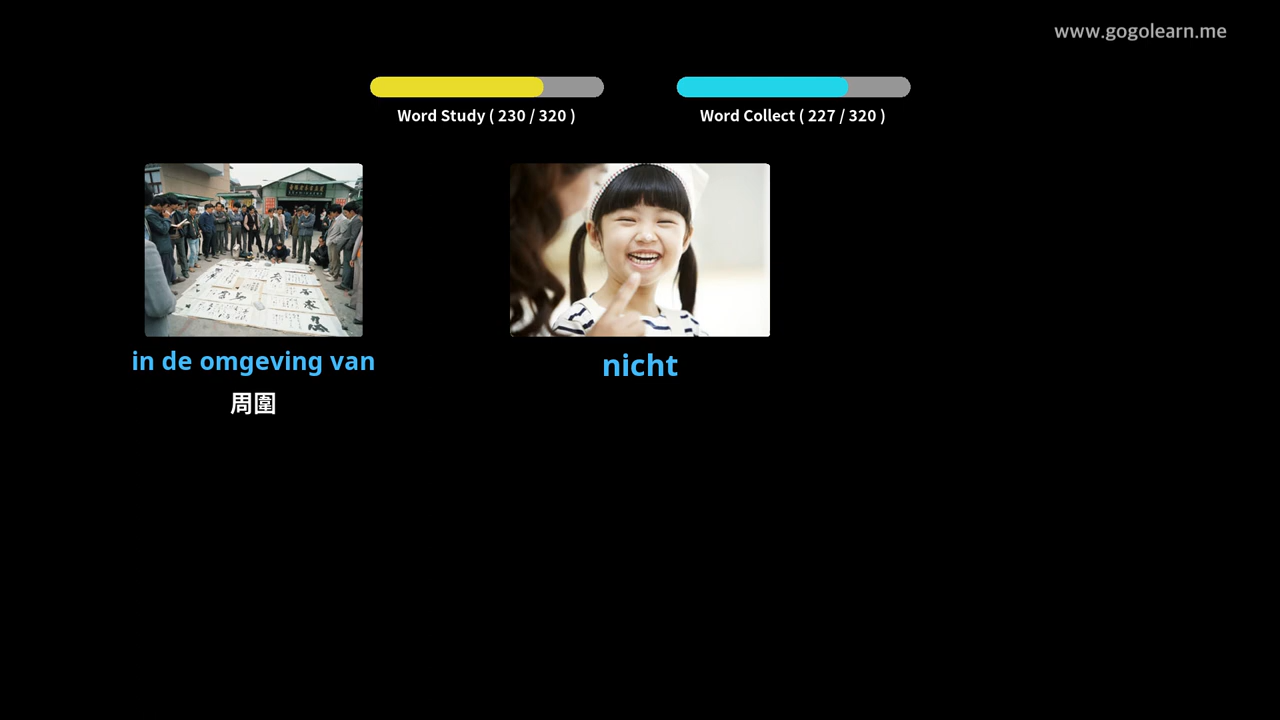 www.gogolearn.me
Word Study ( 230 / 320 )
Word Collect ( 227 / 320 )
in de omgeving van
周圍
nicht